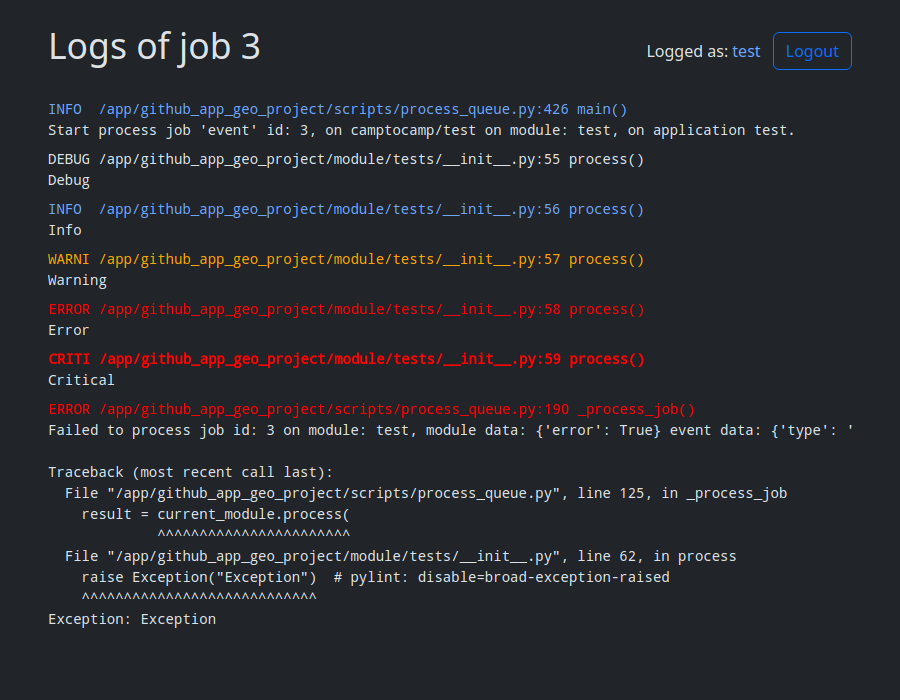 Logs of job 3
Logged as: test Logout
INFO  /app/github_app_geo_project/scripts/process_queue.py:426 main()
Start process job 'event' id: 3, on camptocamp/test on module: test, on application test.
DEBUG /app/github_app_geo_project/module/tests/__init__.py:55 process()
Debug
INFO  /app/github_app_geo_project/module/tests/__init__.py:56 process()
Info
WARNI /app/github_app_geo_project/module/tests/__init__.py:57 process()
Warning
ERROR /app/github_app_geo_project/module/tests/__init__.py:58 process()
Error
CRITI /app/github_app_geo_project/module/tests/__init__.py:59 process()
Critical
ERROR /app/github_app_geo_project/scripts/process_queue.py:190 _process_job()
Failed to process job id: 3 on module: test, module data: {'error': True} event data: {'type': '
Traceback (most recent call last):
  File "/app/github_app_geo_project/scripts/process_queue.py", line 125, in _process_job
    result = current_module.process(
             ^^^^^^^^^^^^^^^^^^^^^^^
  File "/app/github_app_geo_project/module/tests/__init__.py", line 62, in process
    raise Exception("Exception")  # pylint: disable=broad-exception-raised
    ^^^^^^^^^^^^^^^^^^^^^^^^^^^^
Exception: Exception